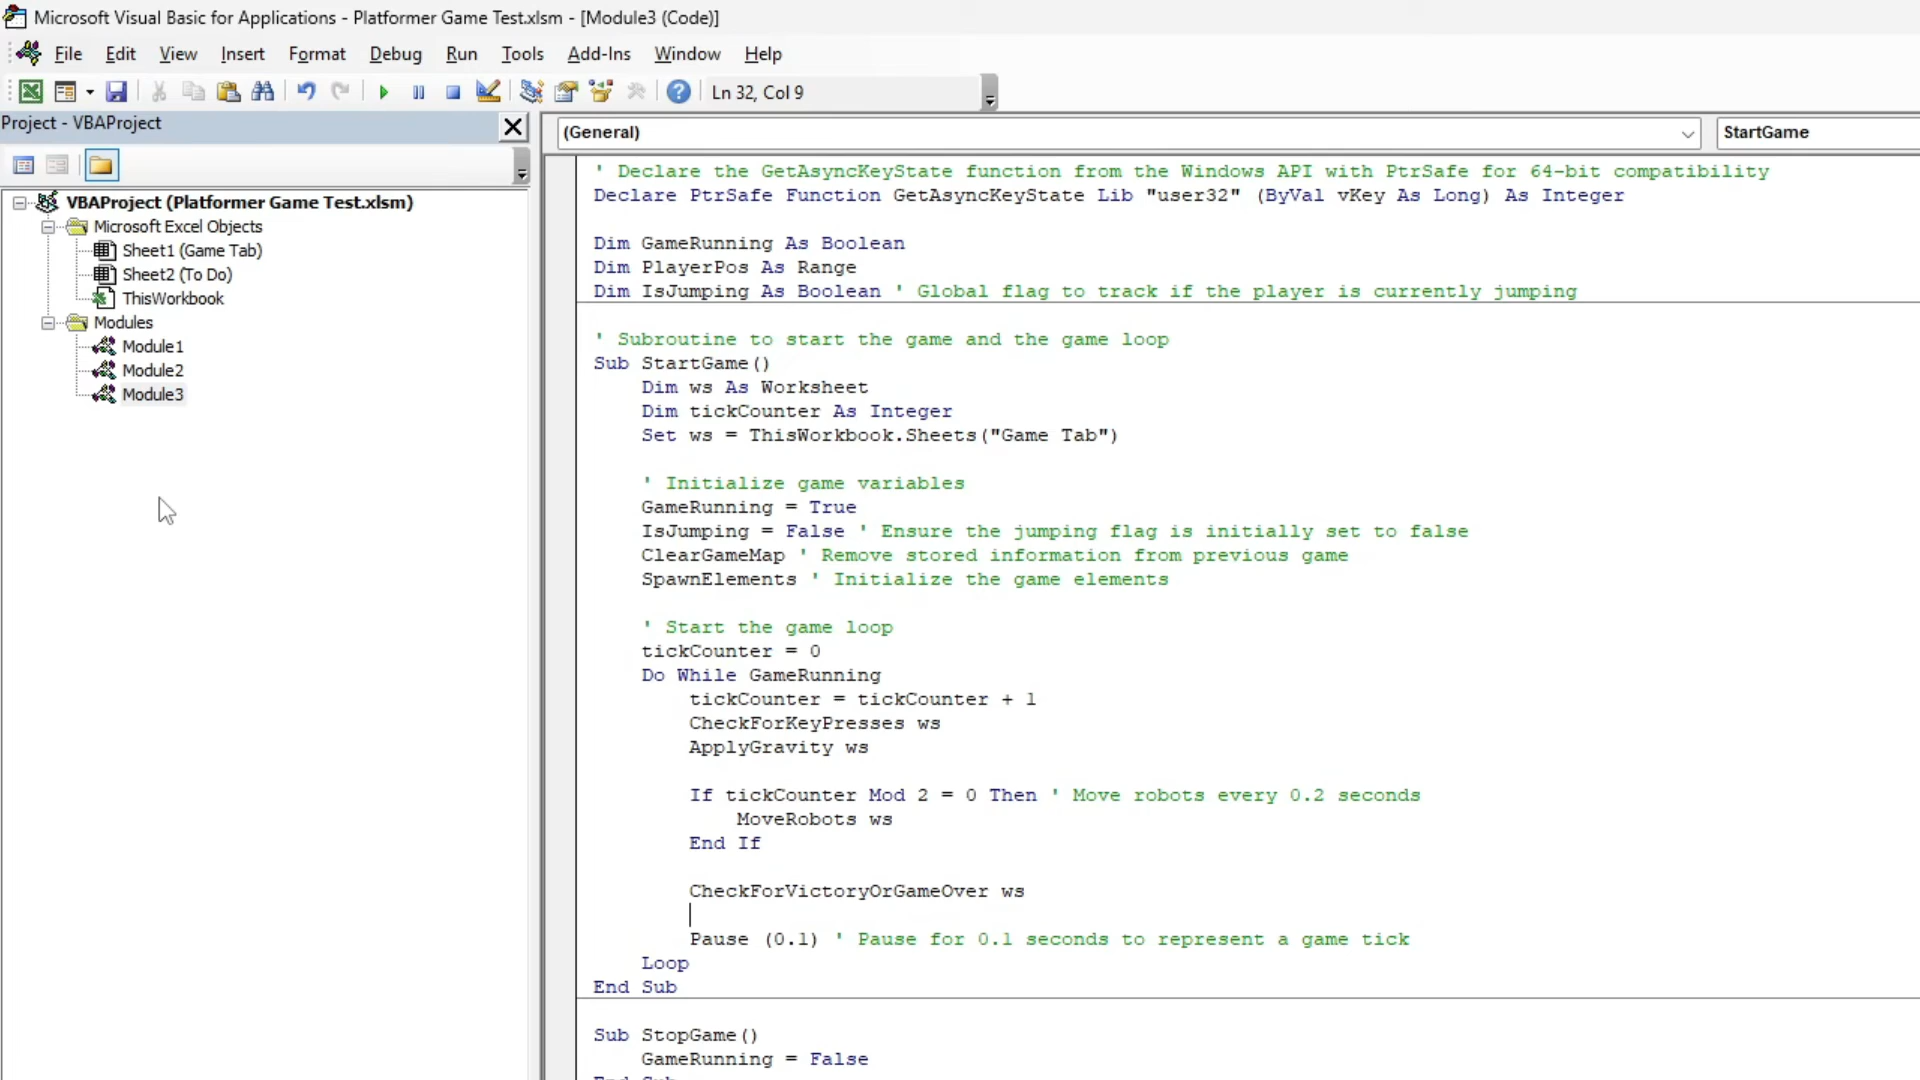 Microsoft Visual Basic for Applications - Platformer Game Test.xlsm - [Module3 (Code)]
File Edit View Insert Format Debug Run Tools Add-Ins Window Help
Ln 32, Col 9
Project - VBAProject
VBAProject (Platformer Game Test.xlsm)
Microsoft Excel Objects
Sheet1 (Game Tab)
Sheet2 (To Do)
ThisWorkbook
Modules
Module1
Module2
Module3
(General) StartGame
' Declare the GetAsyncKeyState function from the Windows API with PtrSafe for 64-bit compatibility
Declare PtrSafe Function GetAsyncKeyState Lib "user32" (ByVal vKey As Long) As Integer
Dim GameRunning As Boolean
Dim PlayerPos As Range
Dim IsJumping As Boolean ' Global flag to track if the player is currently jumping
' Subroutine to start the game and the game loop
Sub StartGame()
Dim ws As Worksheet
Dim tickCounter As Integer
Set ws = ThisWorkbook.Sheets("Game Tab")
' Initialize game variables
GameRunning = True
IsJumping = False ' Ensure the jumping flag is initially set to false
ClearGameMap ' Remove stored information from previous game
SpawnElements ' Initialize the game elements
' Start the game loop
tickCounter = 0
Do While GameRunning
tickCounter = tickCounter + 1
CheckForKeyPresses ws
ApplyGravity ws
If tickCounter Mod 2 = 0 Then ' Move robots every 0.2 seconds
MoveRobots ws
End If
CheckForVictoryOrGameOver ws
Pause (0.1) ' Pause for 0.1 seconds to represent a game tick
Loop
End Sub
Sub StopGame()
GameRunning = False
End Sub